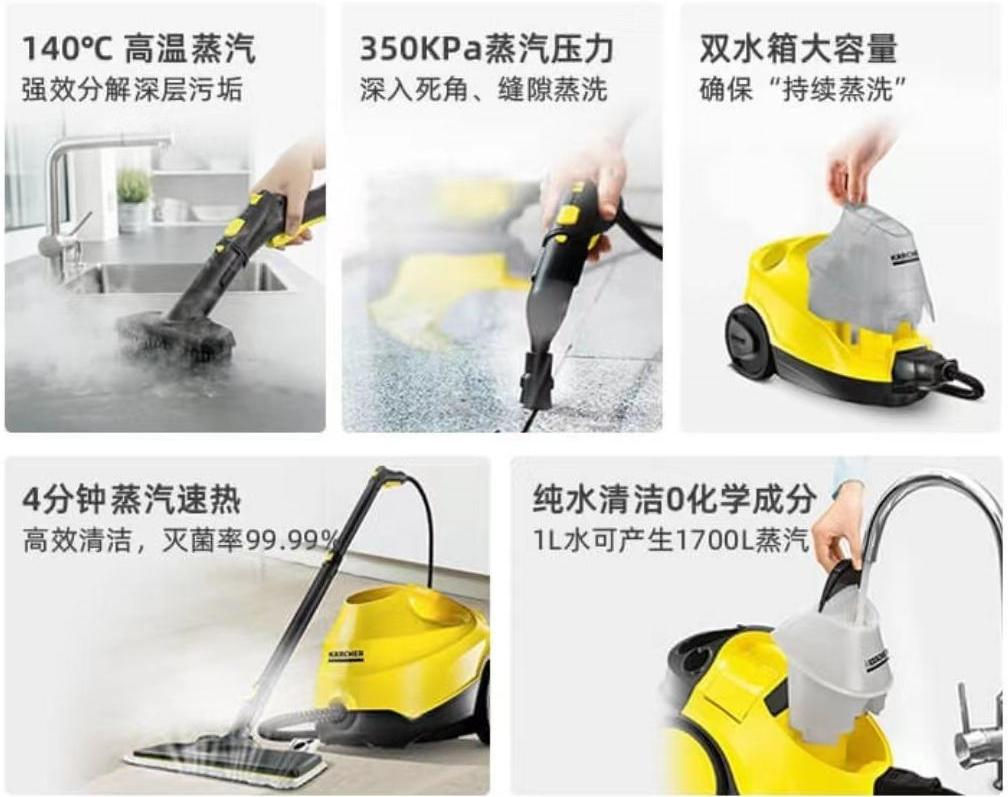 140℃ 高温蒸汽
强效分解深层污垢
350KPa蒸汽压力
深入死角、缝隙蒸洗
双水箱大容量
确保“持续蒸洗”
KÄRCHER
4分钟蒸汽速热
高效清洁，灭菌率99.99%
KÄRCHER
纯水清洁0化学成分
1L水可产生1700L蒸汽
KÄRCHER